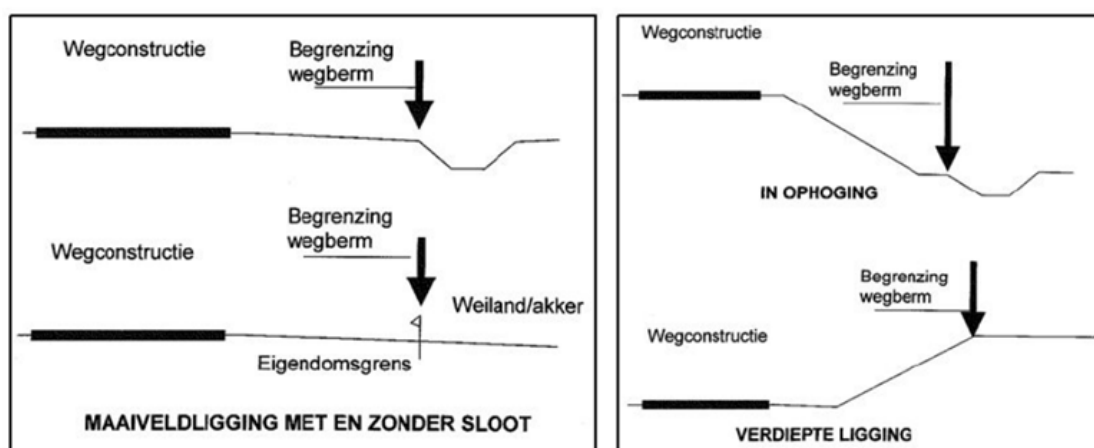 Wegconstructie
Begrenzing
wegberm
Wegconstructie
Begrenzing
wegberm
Weiland/akker
Eigendomsgrens
MAAIVELDLIGGING MET EN ZONDER SLOOT
Wegconstructie
Begrenzing
wegberm
IN OPHOGING
Begrenzing
wegberm
Wegconstructie
VERDIEPTE LIGGING